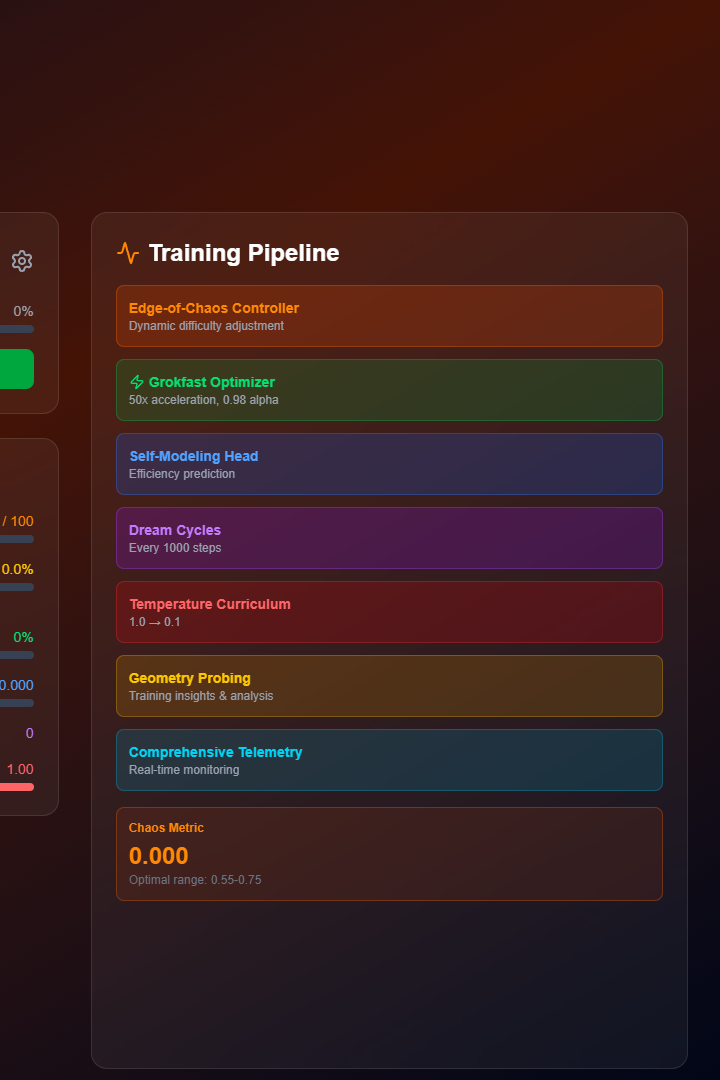 0%
/ 100
0.0%
0%
0.000
0
1.00
Training Pipeline
Edge-of-Chaos Controller
Dynamic difficulty adjustment
Grokfast Optimizer
50x acceleration, 0.98 alpha
Self-Modeling Head
Efficiency prediction
Dream Cycles
Every 1000 steps
Temperature Curriculum
1.0 → 0.1
Geometry Probing
Training insights & analysis
Comprehensive Telemetry
Real-time monitoring
Chaos Metric
0.000
Optimal range: 0.55-0.75